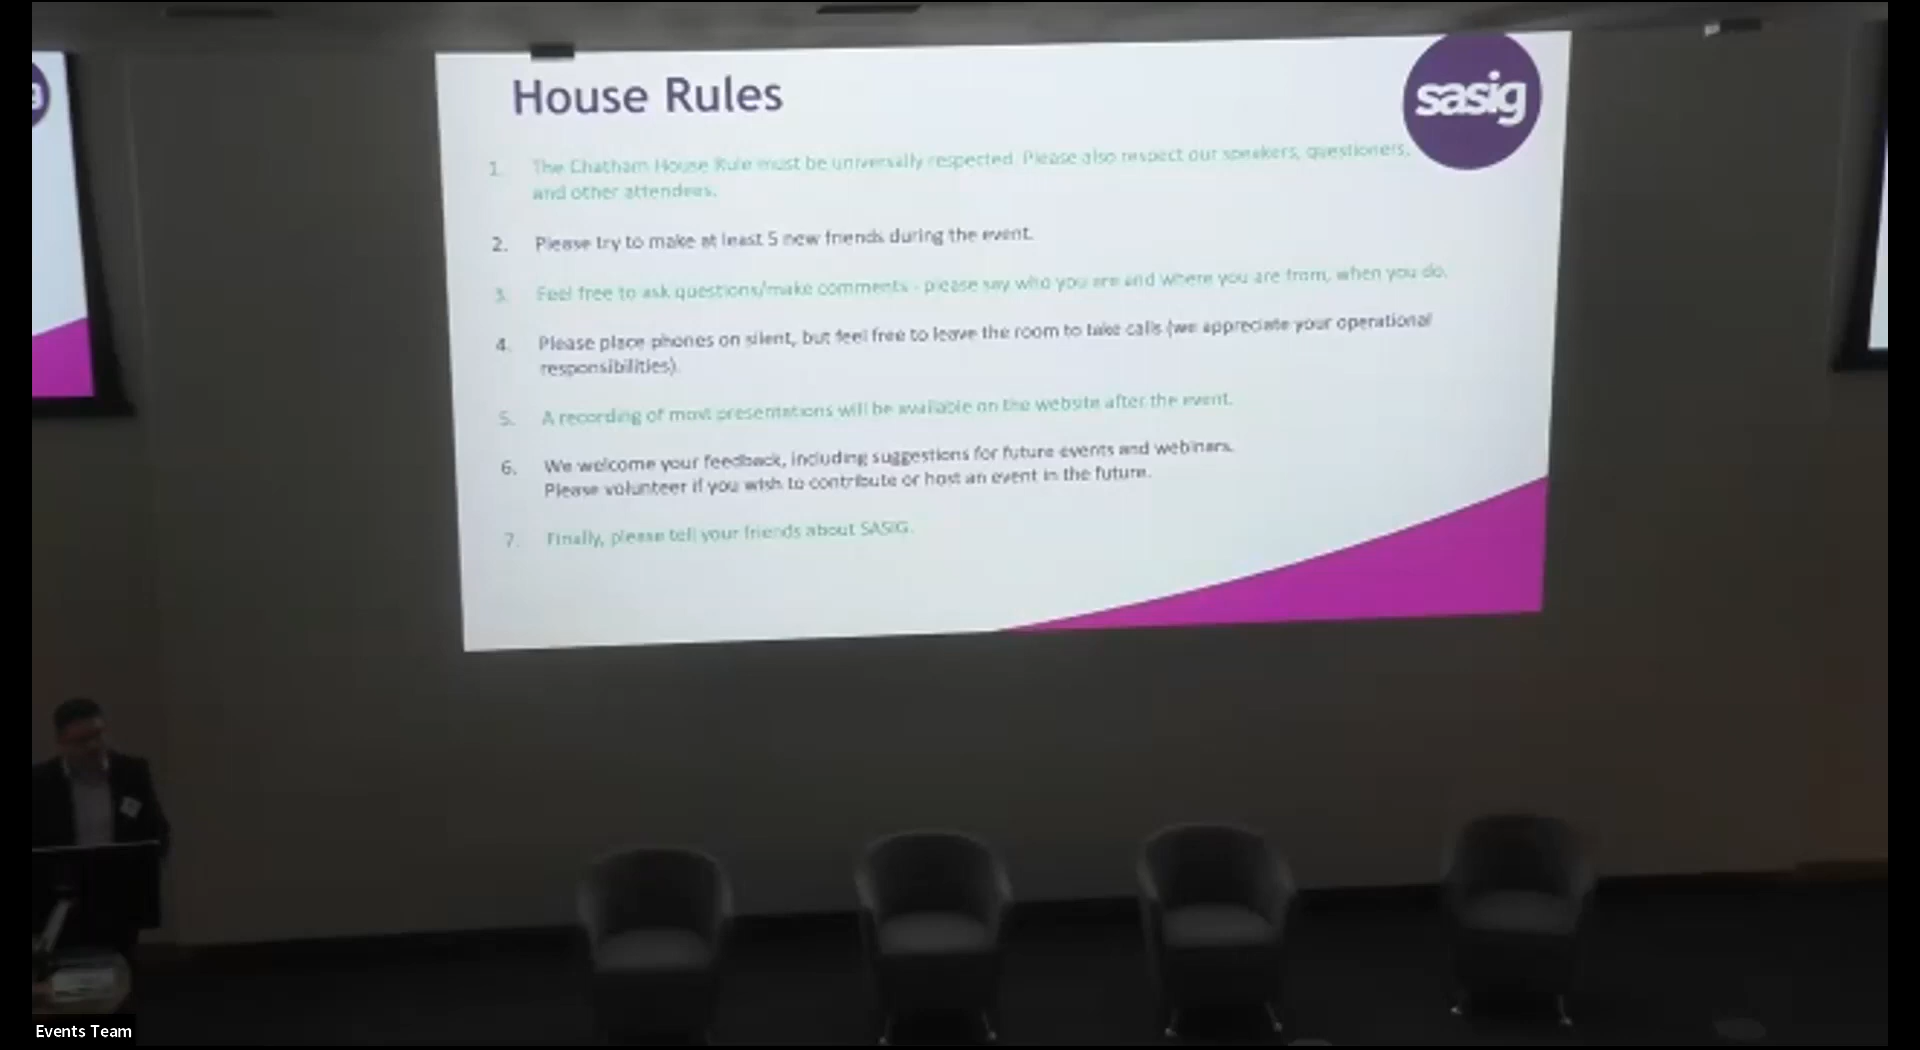 House Rules
sasig
1. The Chatham House Rule must be universally respected. Please also respect our speakers, questioners,
and other attendees.
2. Please try to make at least 5 new friends during the event.
3. Feel free to ask questions/make comments - please say who you are and where you are from, when you do.
4. Please place phones on silent, but feel free to leave the room to take calls (we appreciate your operational
responsibilities).
5. A recording of most presentations will be available on the website after the event.
6. We welcome your feedback, including suggestions for future events and webinars.
Please volunteer if you wish to contribute or host an event in the future.
7. Finally, please tell your friends about SASIG.
Events Team